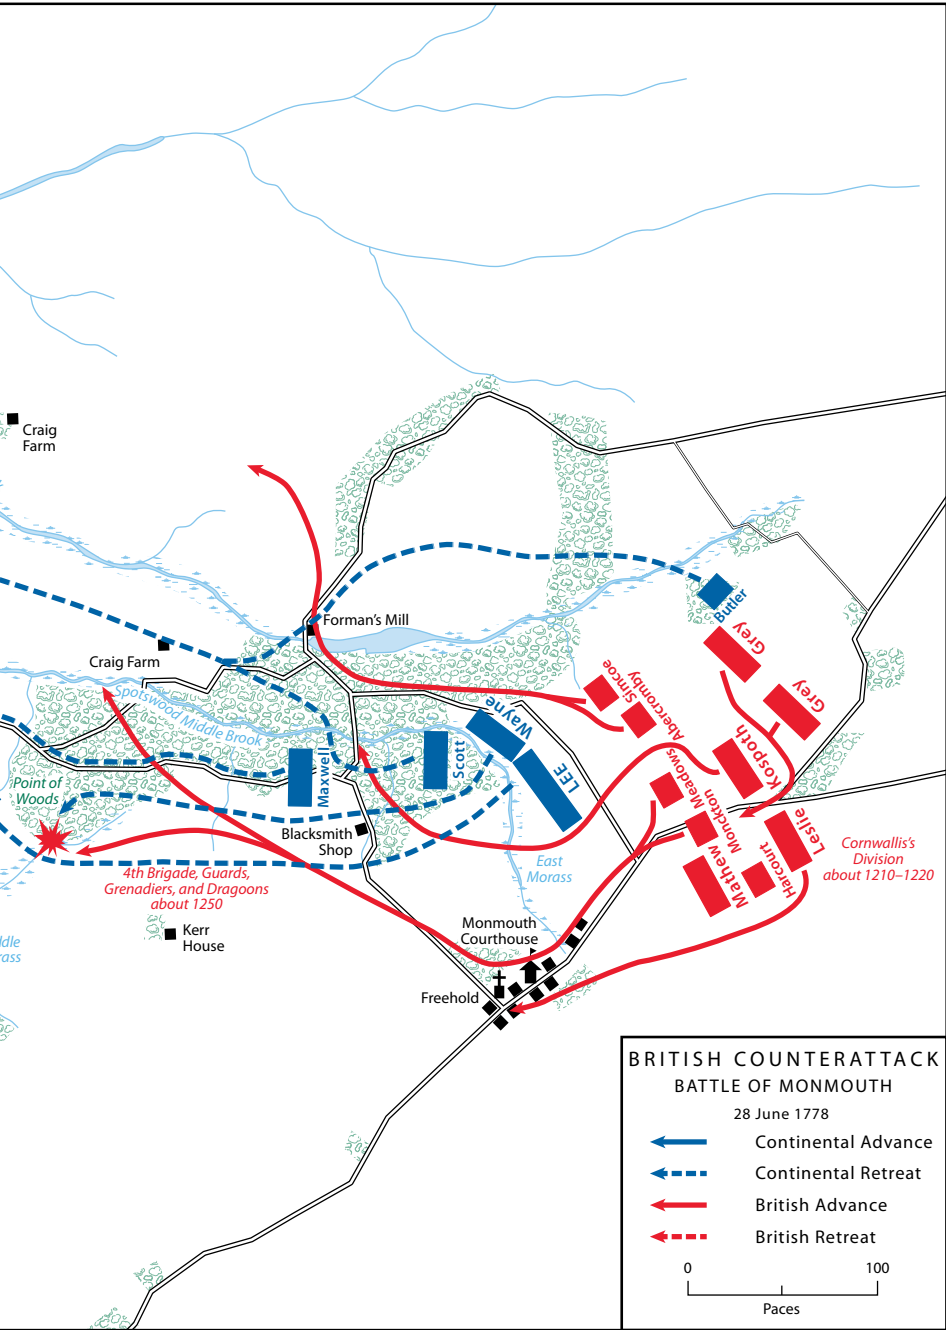 Craig
Farm
Forman's Mill
Butler
Craig Farm
Grey
Grey
Simcoe
Abercromby
Spotswood Middle Brook
Wayne
Kospoth
Maxwell
Scott
LEE
Meadows
Monckton
Point of
Woods
Blacksmith
Shop
Leslie
Mathew
Harcourt
East
Morass
Cornwallis's
Division
about 1210–1220
4th Brigade, Guards,
Grenadiers, and Dragoons
about 1250
Kerr
House
Monmouth
Courthouse
Freehold
BRITISH COUNTERATTACK
BATTLE OF MONMOUTH
28 June 1778
Continental Advance
Continental Retreat
British Advance
British Retreat
0 100
Paces